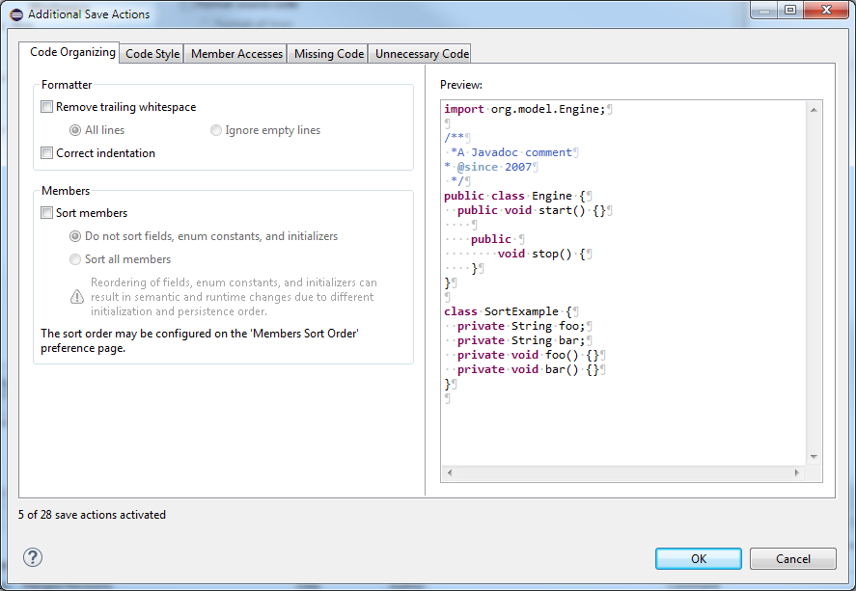 Additional Save Actions
Code Organizing
Code Style
Member Accesses
Missing Code
Unnecessary Code
Formatter
Remove trailing whitespace
All lines
Ignore empty lines
Correct indentation
Members
Sort members
Do not sort fields, enum constants, and initializers
Sort all members
Reordering of fields, enum constants, and initializers can
result in semantic and runtime changes due to different
initialization and persistence order.
The sort order may be configured on the 'Members Sort Order'
preference page.
Preview:
import·org.model.Engine;¶
¶
/**¶
·*A·Javadoc·comment¶
*·@since·2007¶
·*/¶
public·class·Engine·{¶
··public·void·start()·{}¶
····¶
····public·¶
········void·stop()·{¶
····}¶
}¶
¶
class·SortExample·{¶
··private·String·foo;¶
··private·String·bar;¶
··private·void·foo()·{}¶
··private·void·bar()·{}¶
}¶
¶
5 of 28 save actions activated
?
OK
Cancel